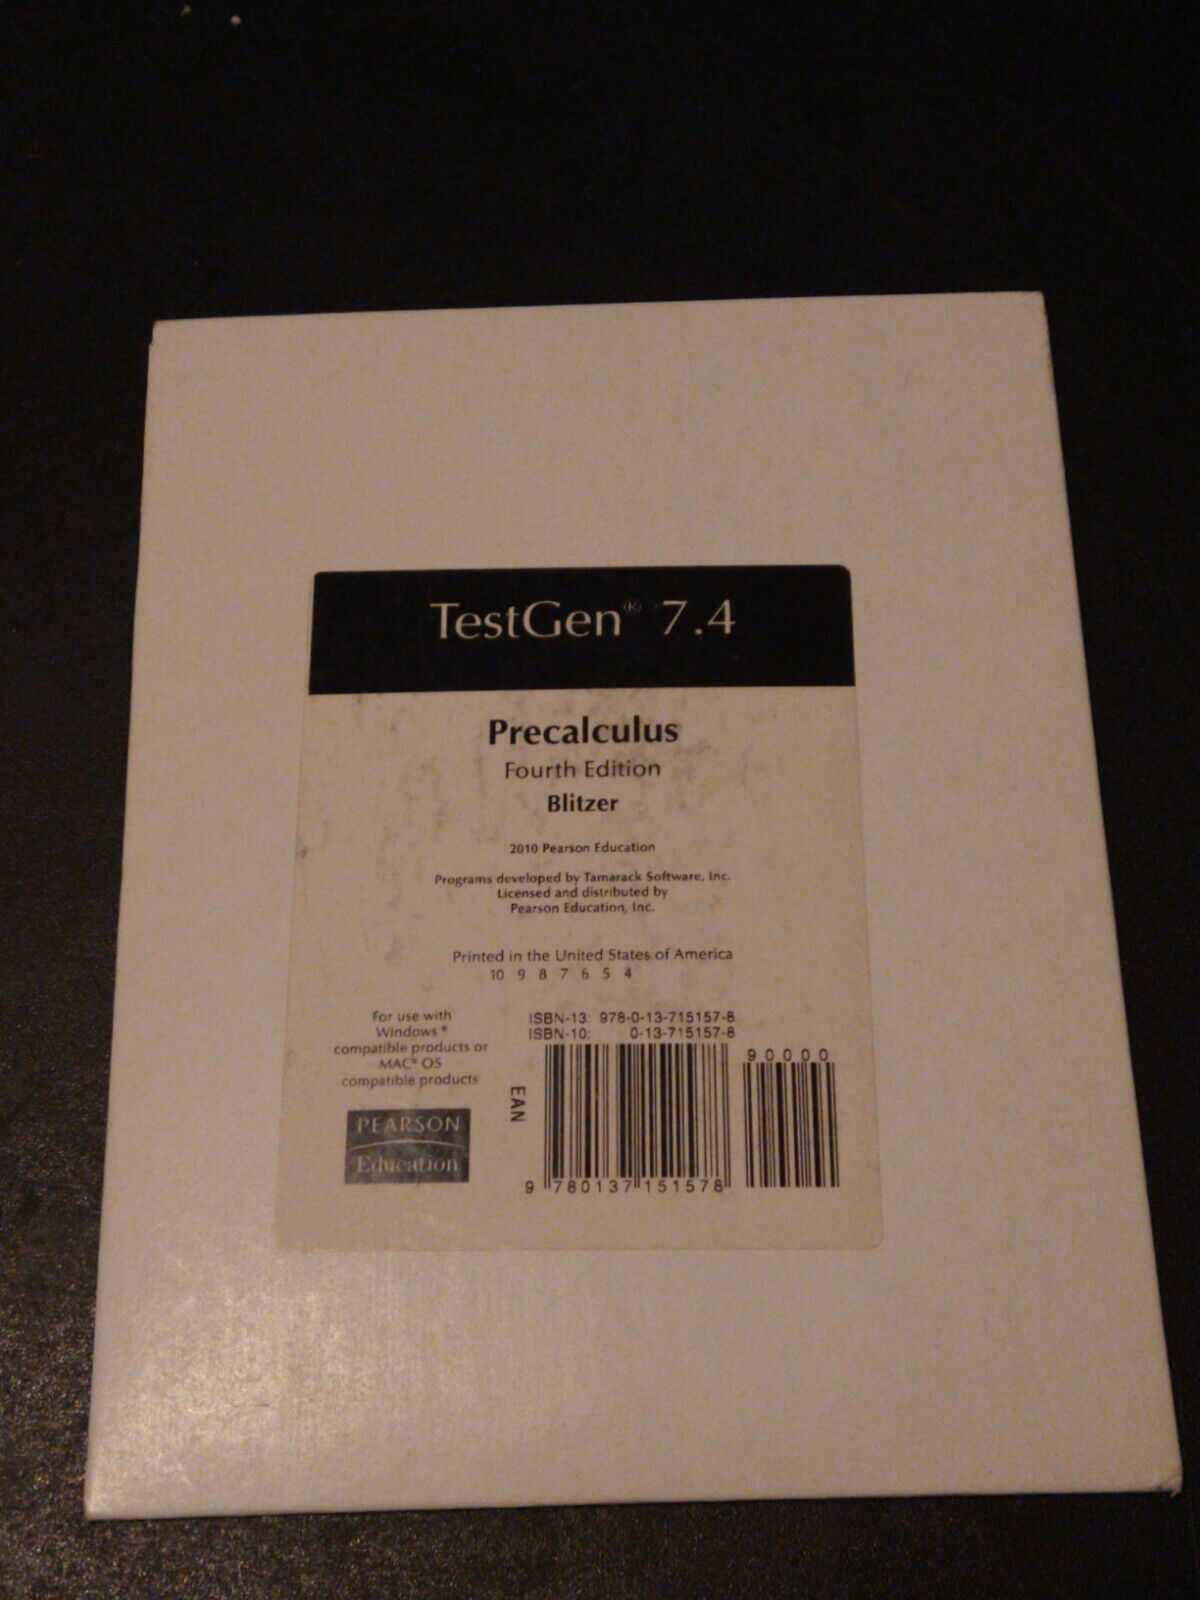 TestGen® 7.4
Precalculus
Fourth Edition
Blitzer
2010 Pearson Education
Programs developed by Tamarack Software, Inc.
Licensed and distributed by
Pearson Education, Inc.
Printed in the United States of America
10 9 8 7 6 5 4
For use with
Windows®
compatible products or
MAC® OS
compatible products
PEARSON
Education
ISBN-13: 978-0-13-715157-8
ISBN-10: 0-13-715157-8
90000
EAN
9 780137 151578